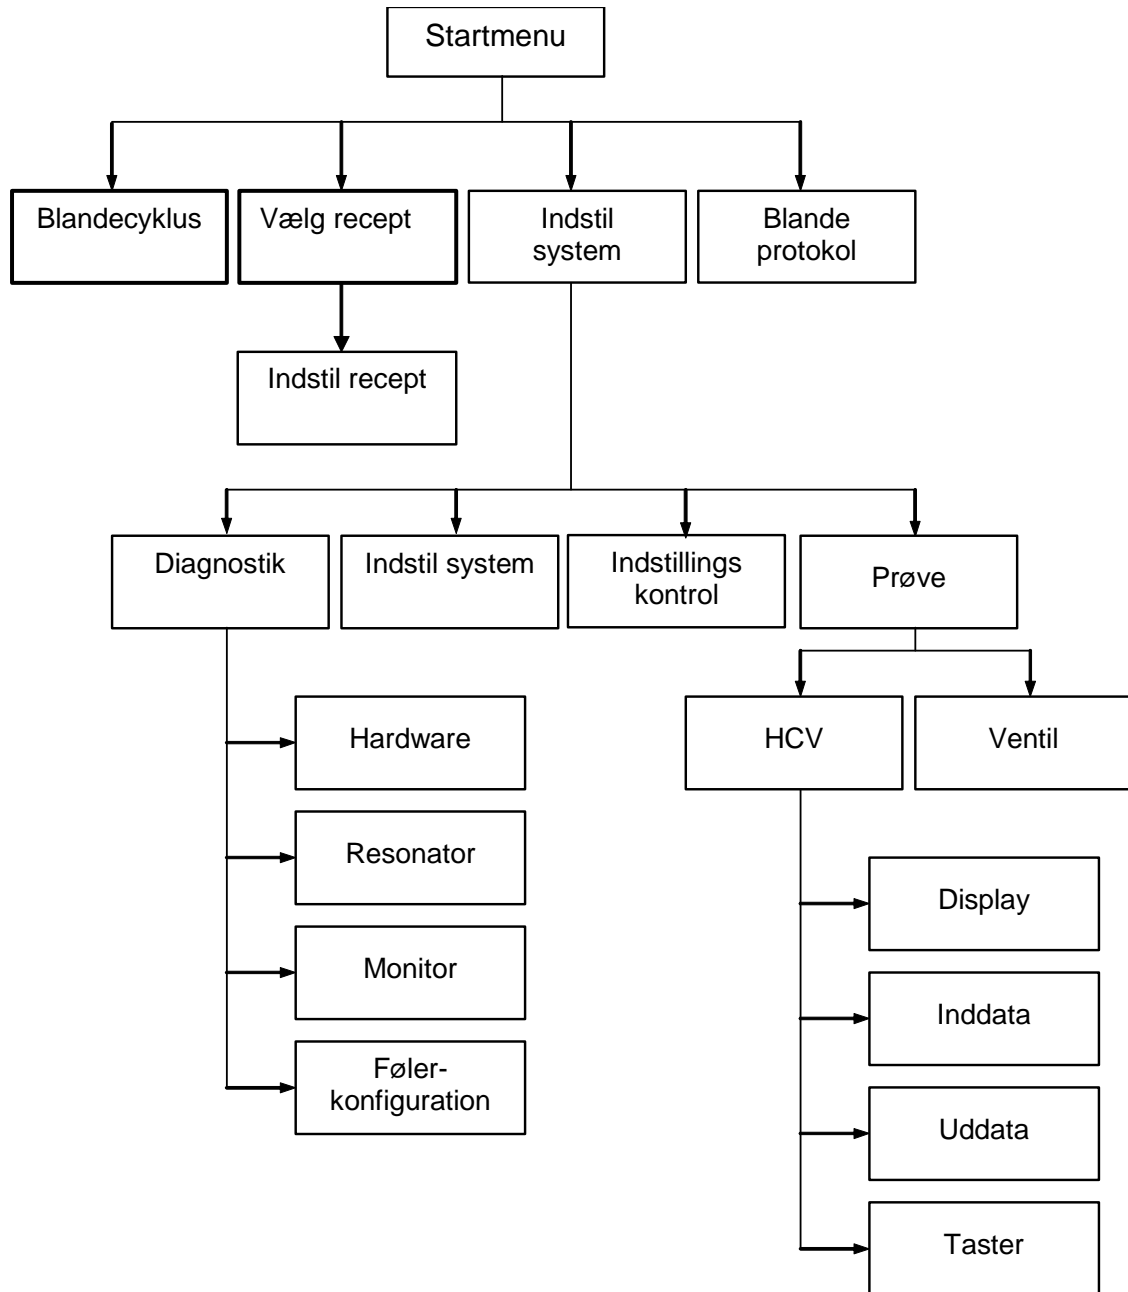 Startmenu
Blandecyklus
Vælg recept
Indstil
system
Blande
protokol
Indstil recept
Diagnostik
Indstil system
Indstillings
kontrol
Prøve
Hardware
HCV
Ventil
Resonator
Display
Monitor
Inddata
Føler-
konfiguration
Uddata
Taster